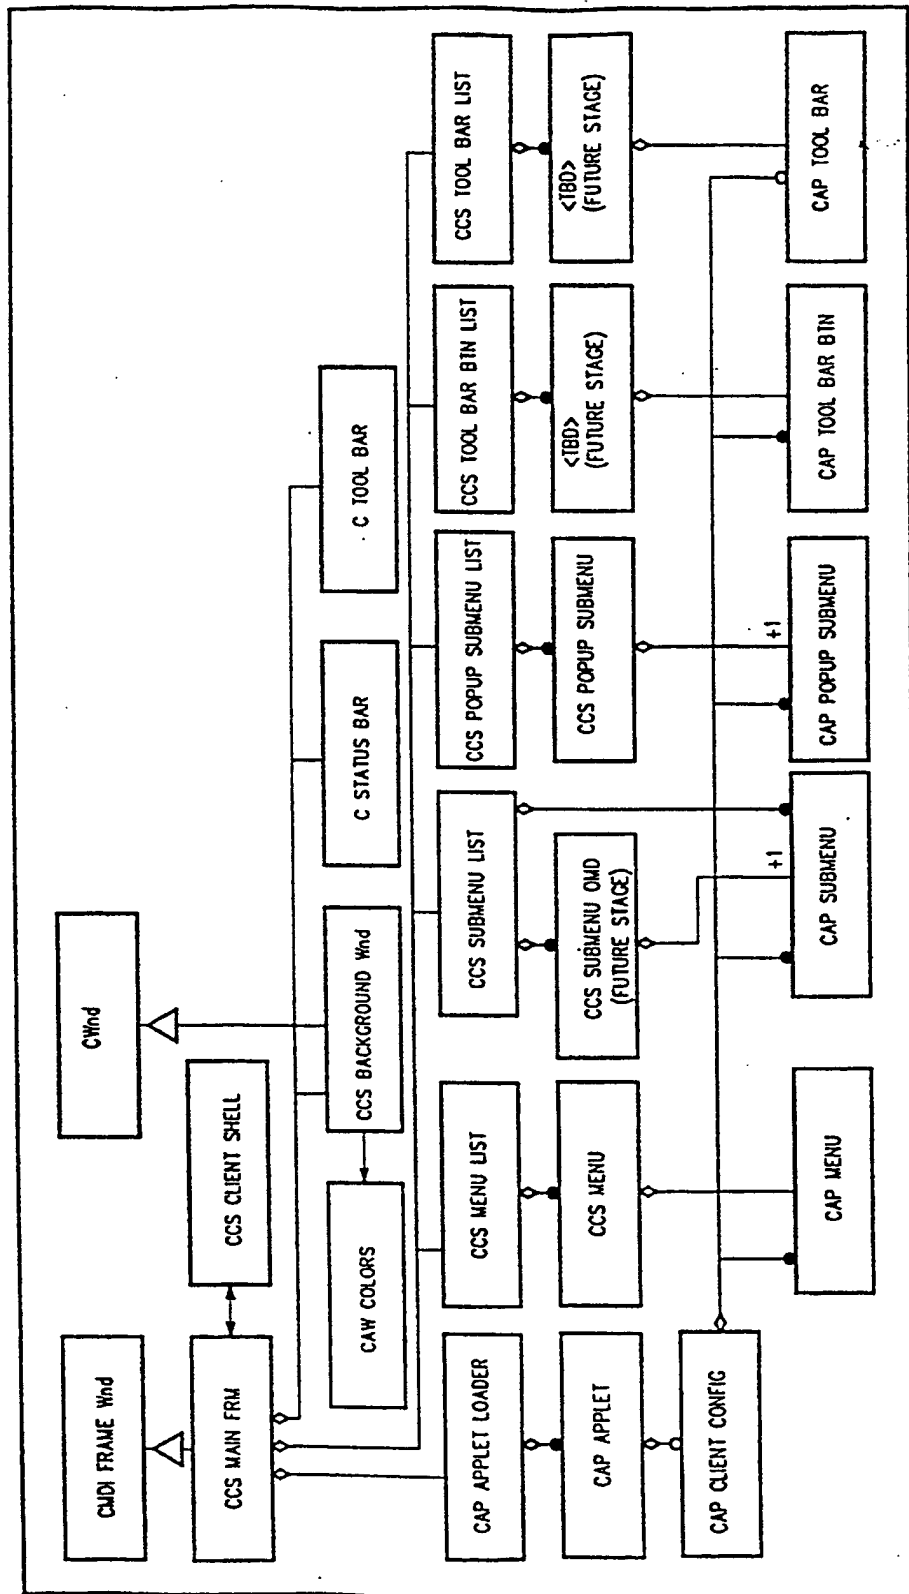 CMDI FRAME Wnd
CWnd
CCS MAIN FRM
CCS CLIENT SHELL
CAW COLORS
CCS BACKGROUND Wnd
C STATUS BAR
C TOOL BAR
CAP APPLET LOADER
CCS MENU LIST
CCS SUBMENU LIST
CCS POPUP SUBMENU LIST
CCS TOOL BAR BTN LIST
CCS TOOL BAR LIST
CAP APPLET
CCS MENU
CCS SUBMENU OMD
(FUTURE STAGE)
CCS POPUP SUBMENU
<TBD>
(FUTURE STAGE)
<TBD>
(FUTURE STAGE)
CAP CLIENT CONFIG
+1
+1
CAP MENU
CAP SUBMENU
CAP POPUP SUBMENU
CAP TOOL BAR BTN
CAP TOOL BAR